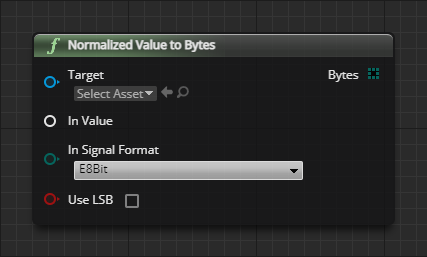 Normalized Value to Bytes
Target
Bytes
Select Asset
In Value
In Signal Format
E8Bit
Use LSB